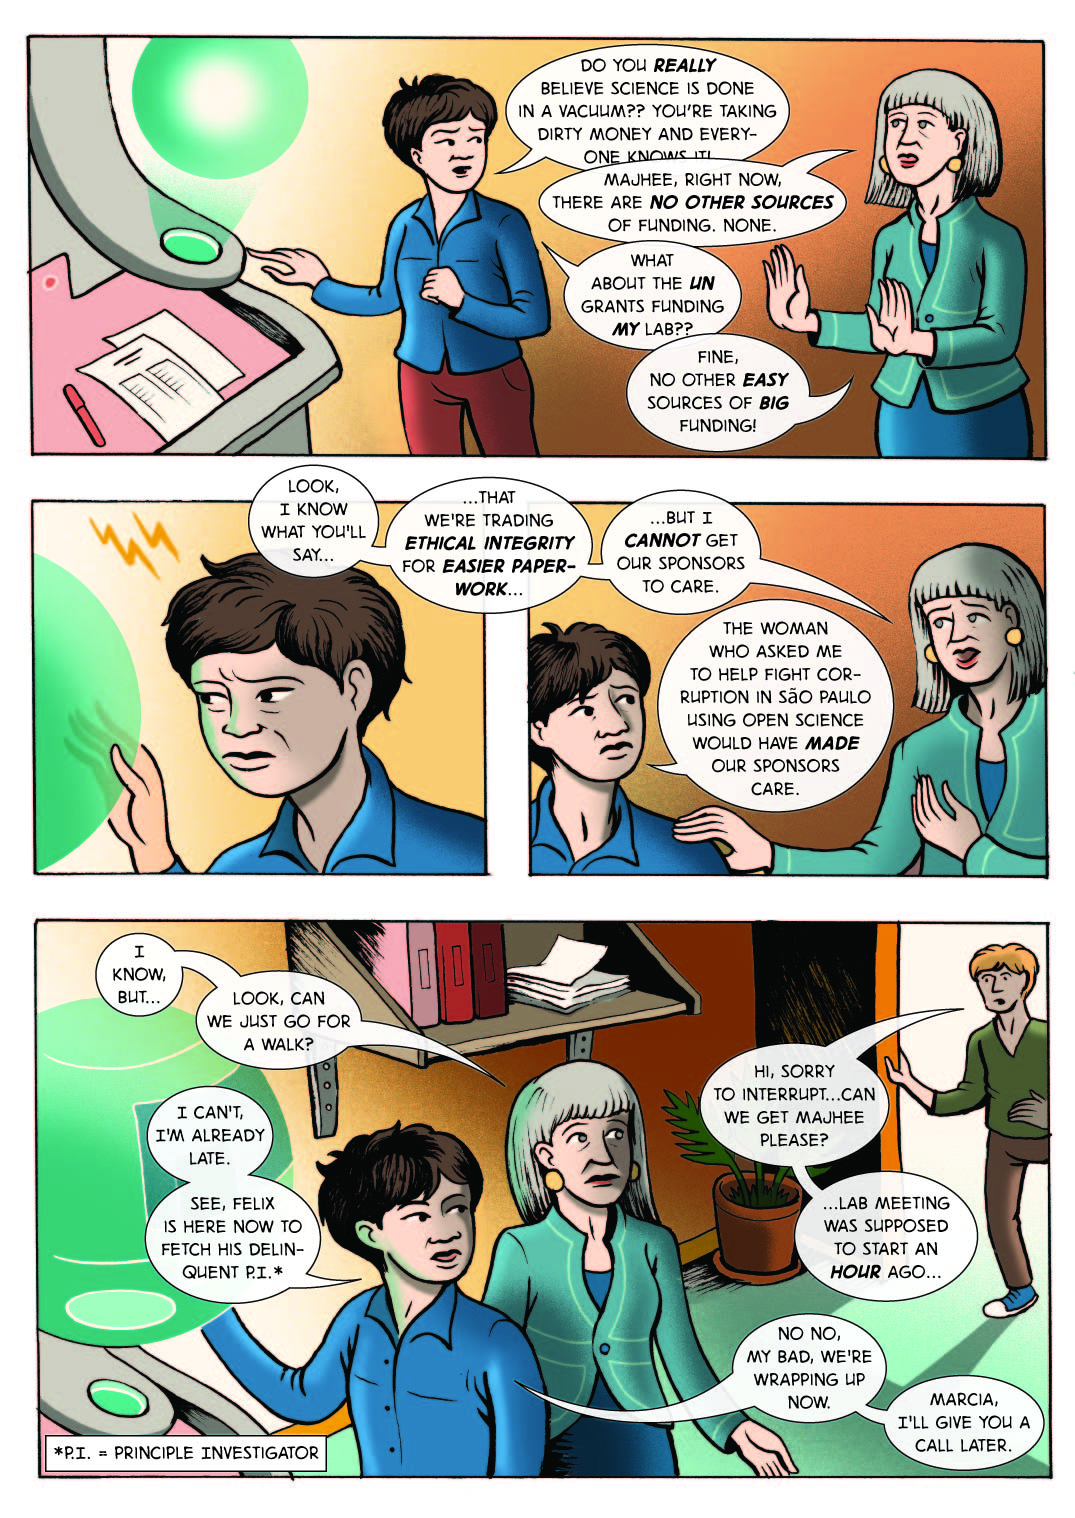 DO YOU REALLY
BELIEVE SCIENCE IS DONE
IN A VACUUM?? YOU'RE TAKING
DIRTY MONEY AND EVERY-
ONE KNOWS IT!
MAJHEE, RIGHT NOW,
THERE ARE NO OTHER SOURCES
OF FUNDING. NONE.
WHAT
ABOUT THE UN
GRANTS FUNDING
MY LAB??
FINE,
NO OTHER EASY
SOURCES OF BIG
FUNDING!
LOOK,
I KNOW
WHAT YOU'LL
SAY...
...THAT
WE'RE TRADING
ETHICAL INTEGRITY
FOR EASIER PAPER-
WORK...
...BUT I
CANNOT GET
OUR SPONSORS
TO CARE.
THE WOMAN
WHO ASKED ME
TO HELP FIGHT COR-
RUPTION IN SãO PAULO
USING OPEN SCIENCE
WOULD HAVE MADE
OUR SPONSORS
CARE.
I
KNOW,
BUT...
LOOK, CAN
WE JUST GO FOR
A WALK?
I CAN'T,
I'M ALREADY
LATE.
SEE, FELIX
IS HERE NOW TO
FETCH HIS DELIN-
QUENT P.I.*
HI, SORRY
TO INTERRUPT...CAN
WE GET MAJHEE
PLEASE?
...LAB MEETING
WAS SUPPOSED
TO START AN
HOUR AGO...
NO NO,
MY BAD, WE'RE
WRAPPING UP
NOW.
MARCIA,
I'LL GIVE YOU A
CALL LATER.
*P.I. = PRINCIPLE INVESTIGATOR